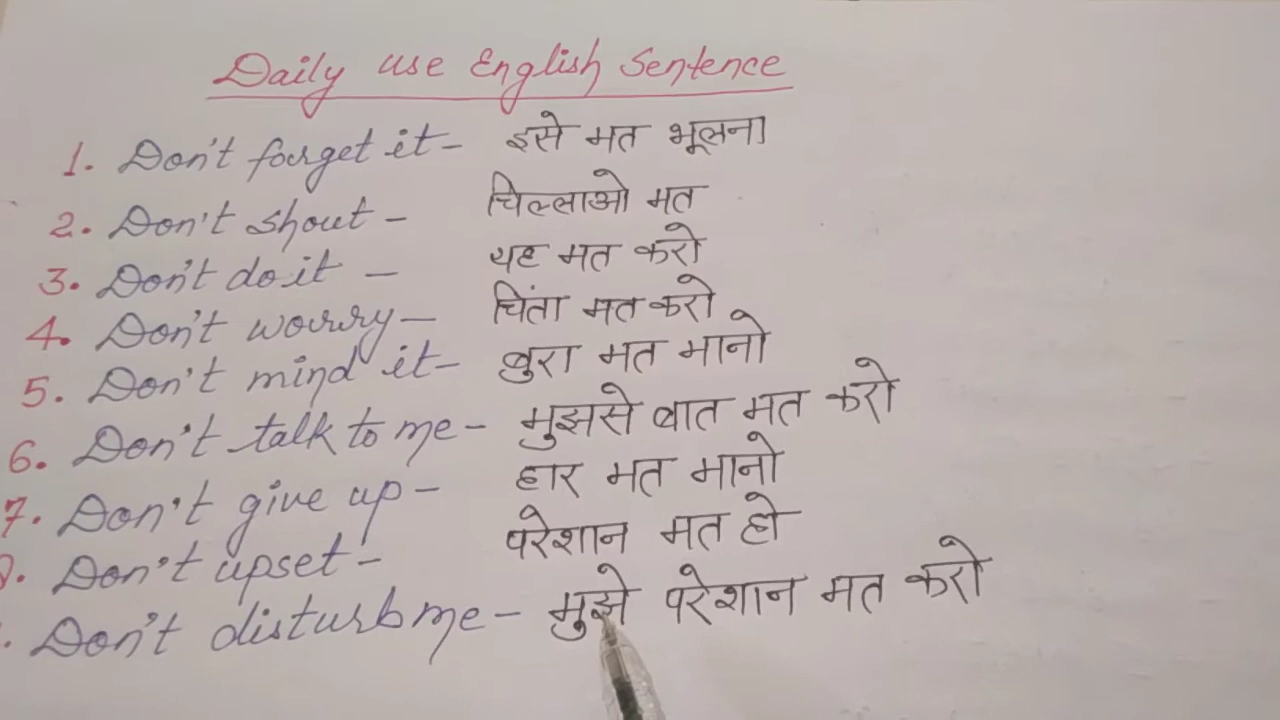 Daily use English Sentence
1. Don't forget it- इसे मत भूलना
2. Don't shout - चिल्लाओ मत
3. Don't do it - यह मत करो
4. Don't worry- चिंता मत करो
5. Don't mind it- बुरा मत मानो
6. Don't talk to me- मुझसे बात मत करो
7. Don't give up- हार मत मानो
. Don't upset- परेशान मत हो
. Don't disturb me- मुझे परेशान मत करो